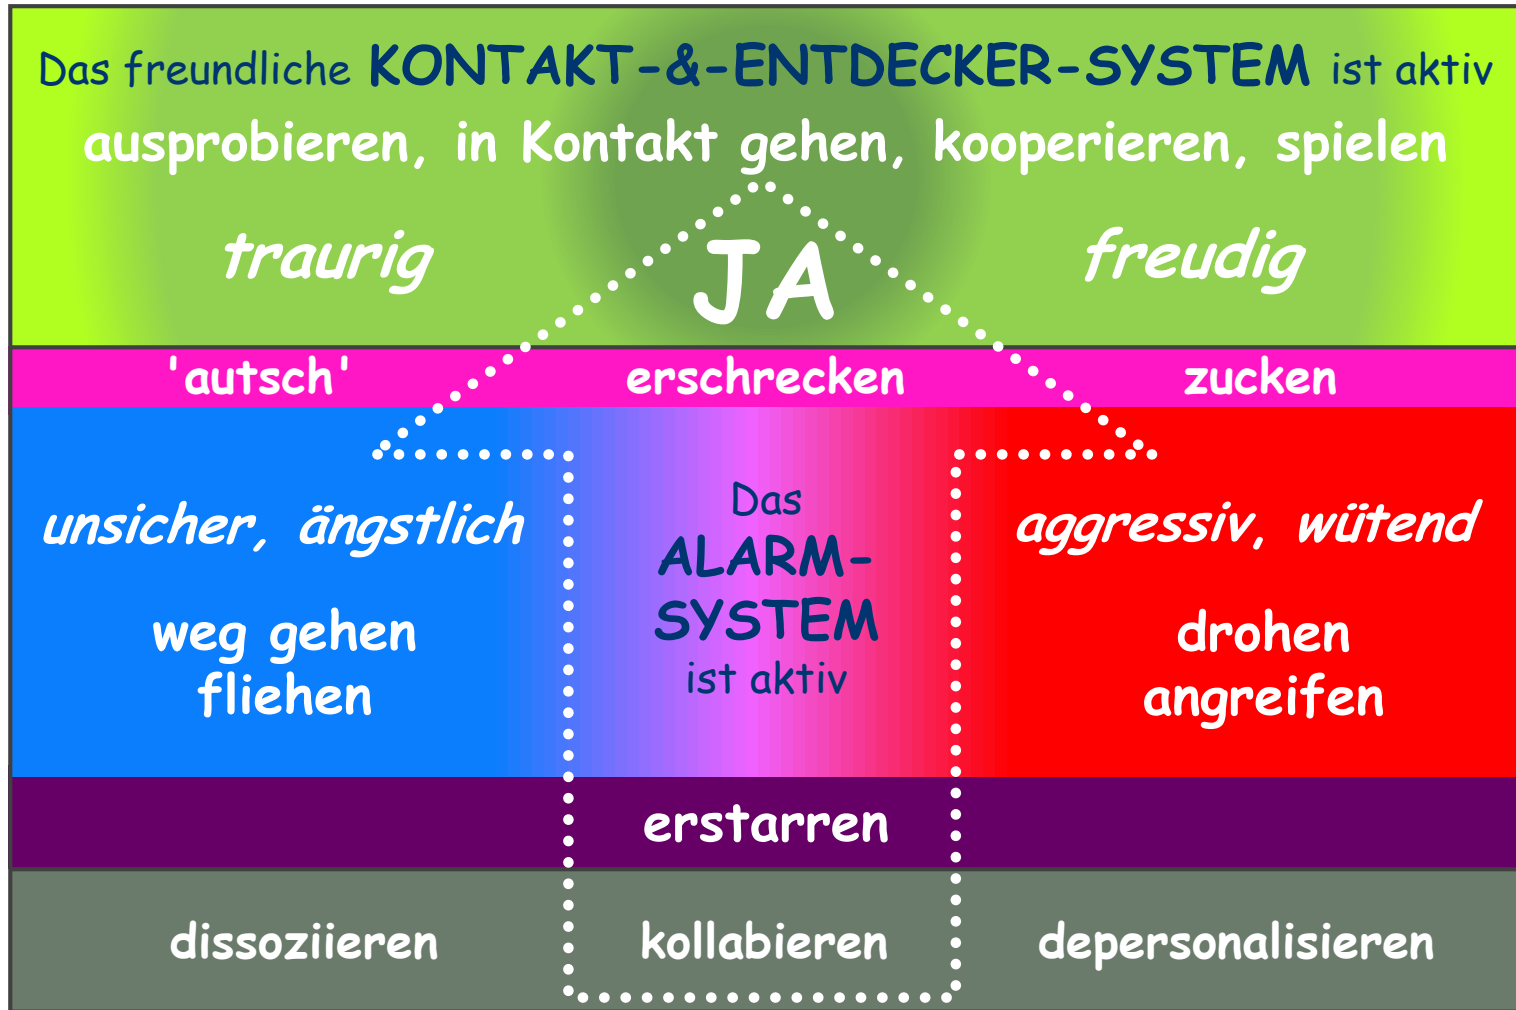 Das freundliche KONTAKT-&-ENTDECKER-SYSTEM ist aktiv
ausprobieren, in Kontakt gehen, kooperieren, spielen
traurig JA freudig
'autsch' erschrecken zucken
unsicher, ängstlich
weg gehen
fliehen
Das
ALARM-
SYSTEM
ist aktiv
aggressiv, wütend
drohen
angreifen
erstarren
dissoziieren kollabieren depersonalisieren